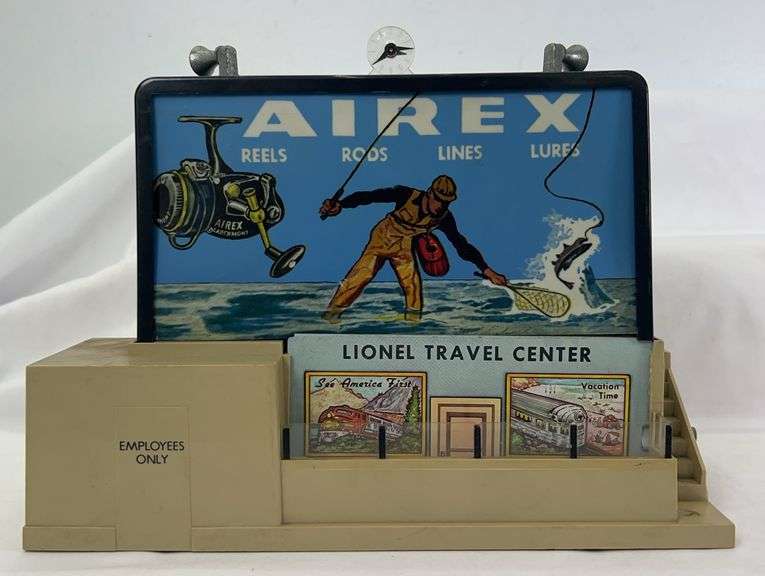 AIREX
REELS RODS LINES LURES
AIREX
LIONEL TRAVEL CENTER
See America First
Vacation
Time
EMPLOYEES
ONLY